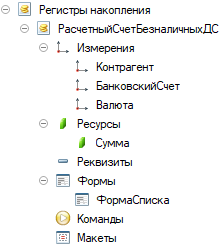 Регистры накопления
РасчетныйСчетБезналичныхДС
Измерения
Контрагент
БанковскийСчет
Валюта
Ресурсы
Сумма
Реквизиты
Формы
ФормаСписка
Команды
Макеты